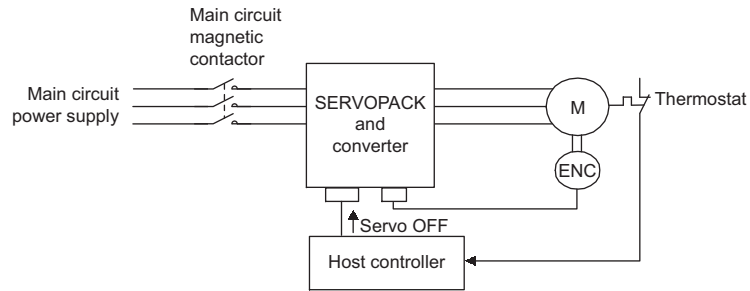 Main circuit
magnetic
contactor
Main circuit
power supply
SERVOPACK
and
converter
M
Thermostat
ENC
Servo OFF
Host controller